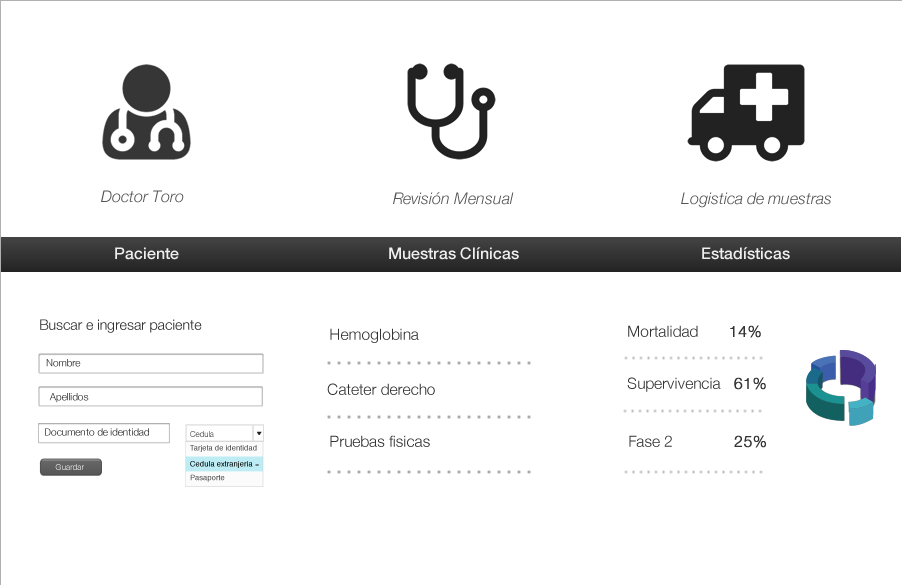 Doctor Toro
Revisión Mensual
Logistica de muestras
Paciente
Muestras Clínicas
Estadísticas
Buscar e ingresar paciente
Nombre
Apellidos
Documento de identidad
Cedula
Tarjeta de identidad
Cedula extranjeria =
Pasaporte
Guardar
Hemoglobina
Cateter derecho
Pruebas fisicas
Mortalidad 14%
Supervivencia 61%
Fase 2 25%